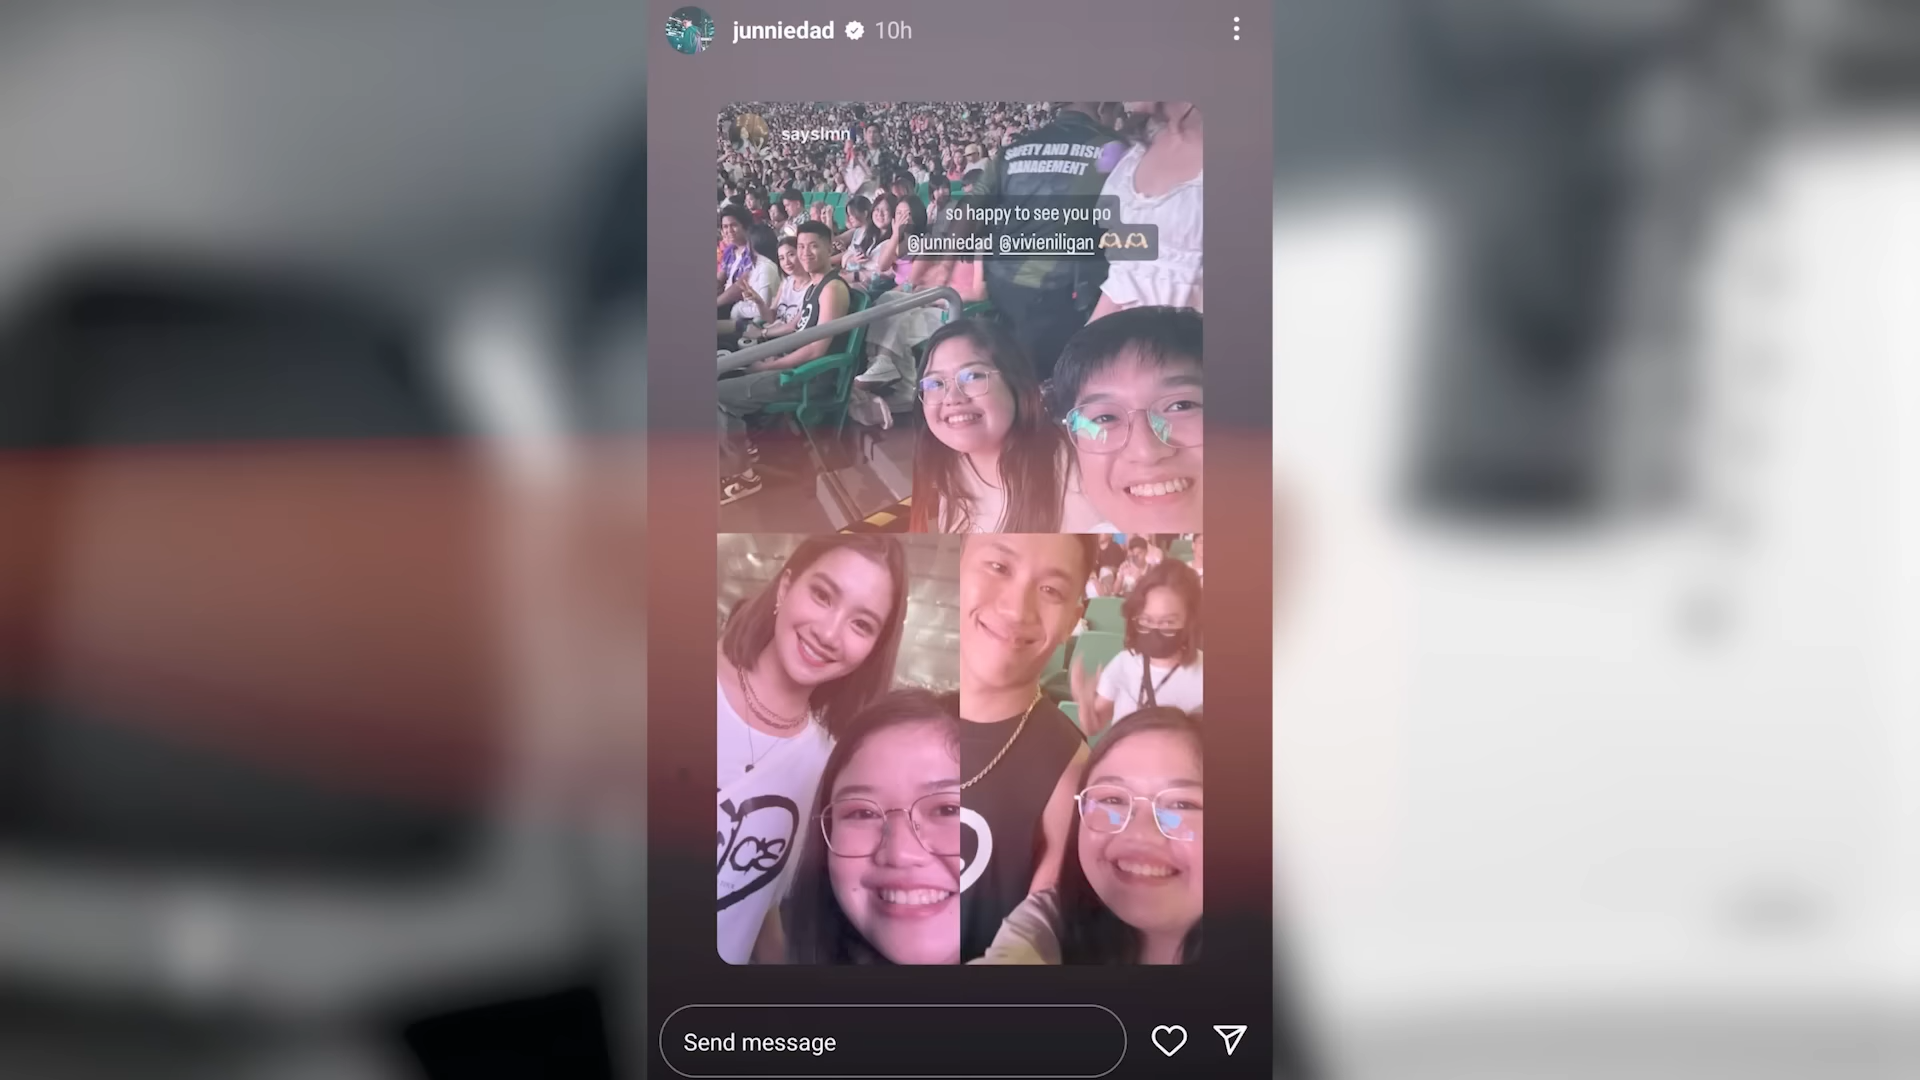 junniedad 10h
sayslmn
SAFETY AND RISK
MANAGEMENT
so happy to see you po
@junniedad @vivieniligan
Send message